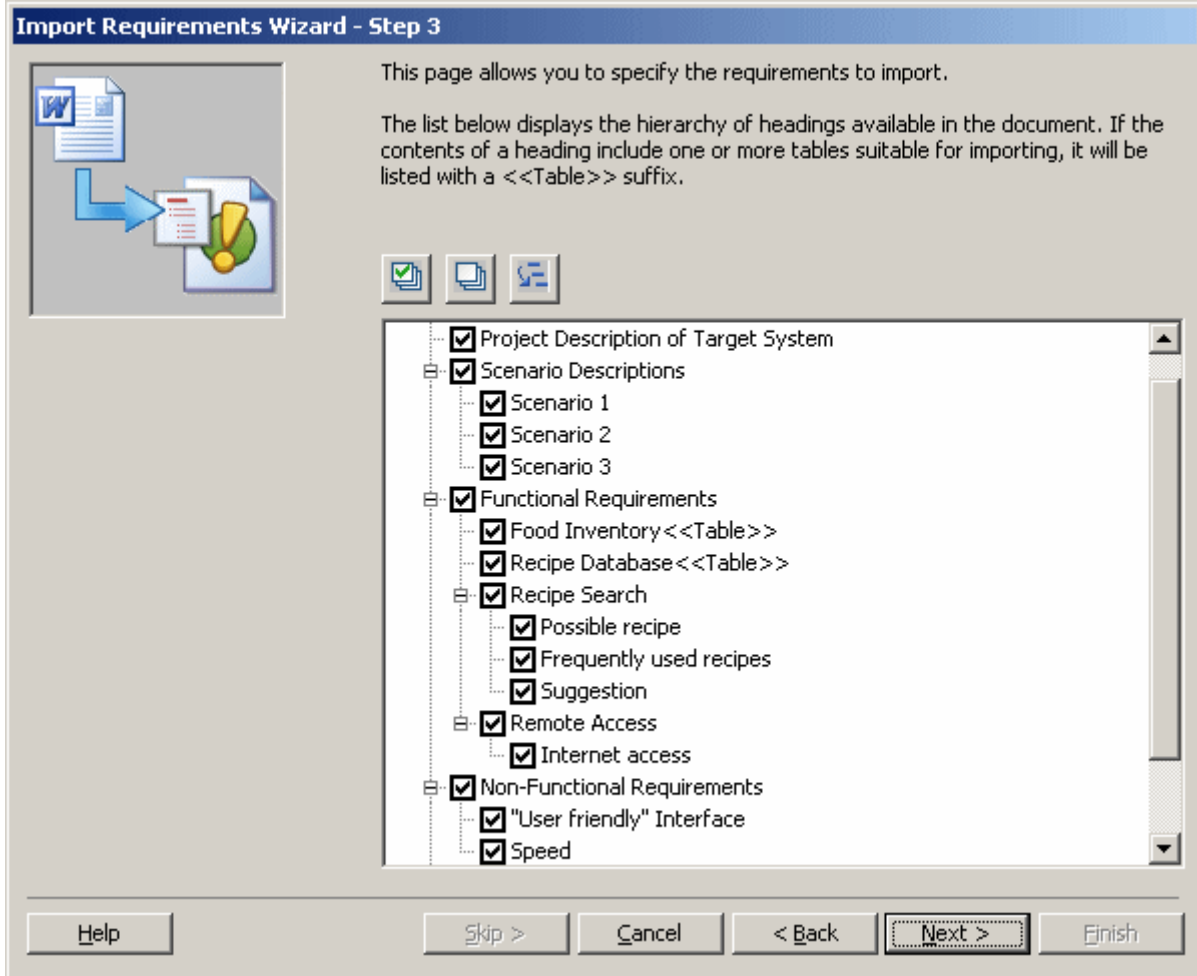 Import Requirements Wizard - Step 3
This page allows you to specify the requirements to import.
The list below displays the hierarchy of headings available in the document. If the
contents of a heading include one or more tables suitable for importing, it will be
listed with a <<Table>> suffix.
W
Project Description of Target System
Scenario Descriptions
Scenario 1
Scenario 2
Scenario 3
Functional Requirements
Food Inventory<<Table>>
Recipe Database<<Table>>
Recipe Search
Possible recipe
Frequently used recipes
Suggestion
Remote Access
Internet access
Non-Functional Requirements
"User friendly" Interface
Speed
Help
Skip >
Cancel
< Back
Next >
Finish